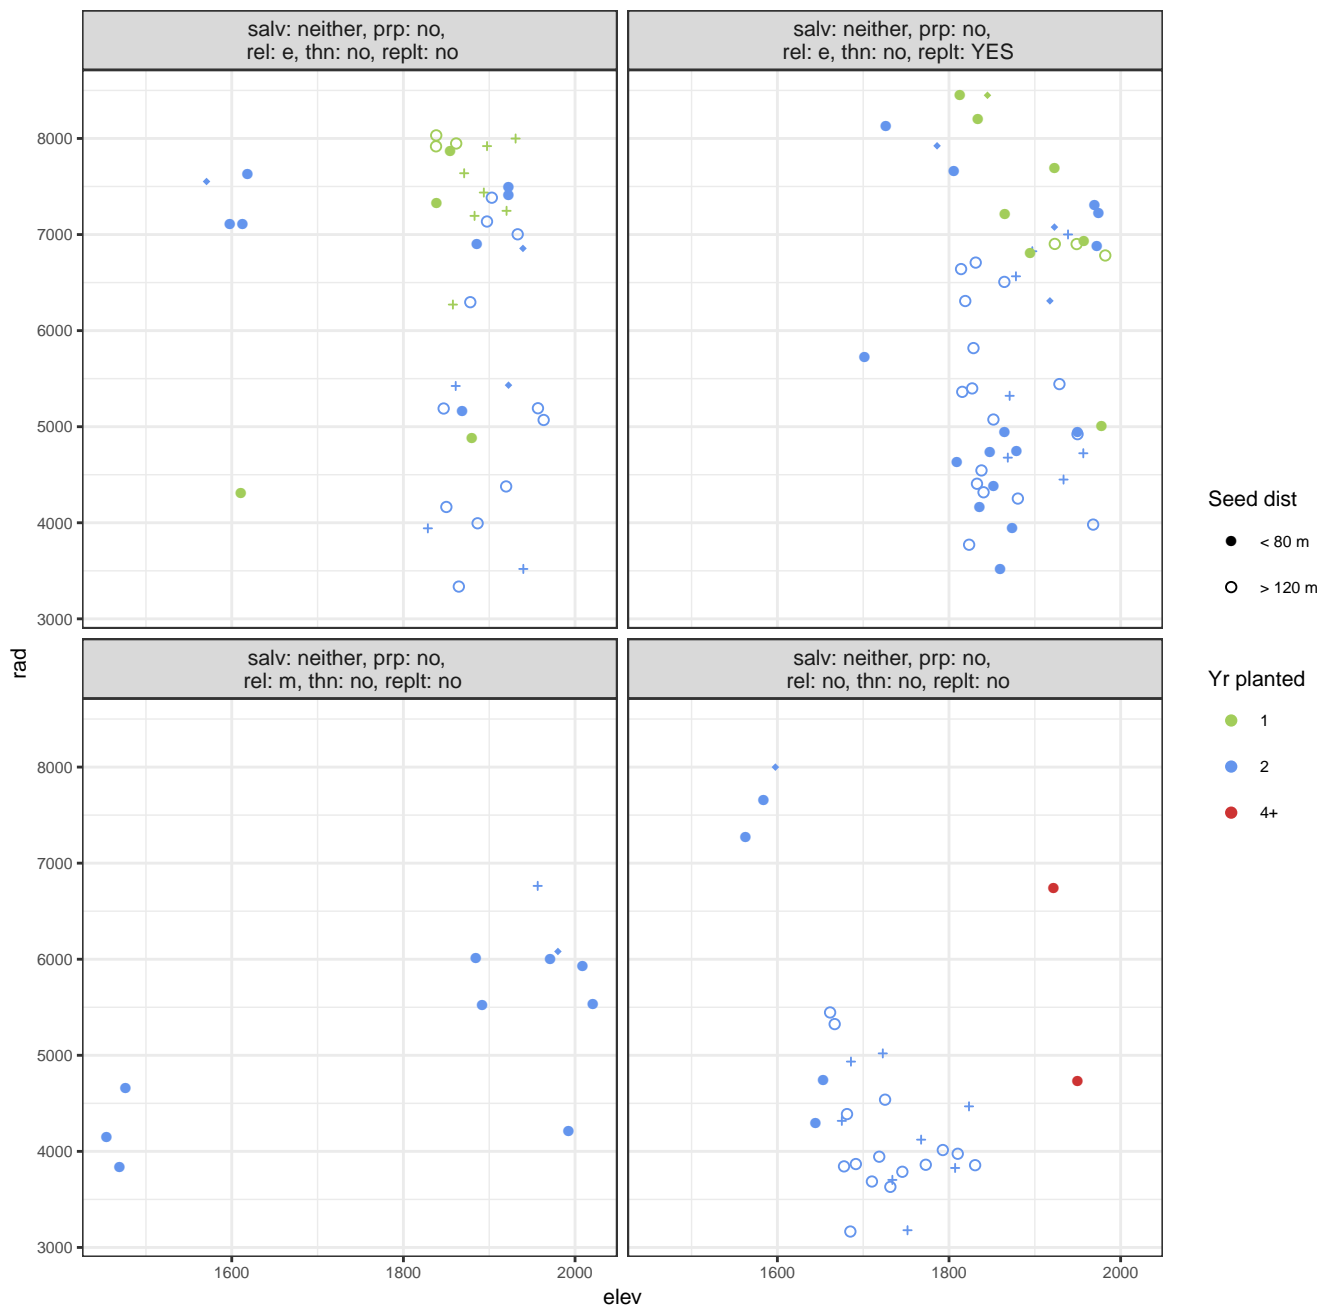 salv: neither, prp: no,
rel: e, thn: no, replt: no
salv: neither, prp: no,
rel: e, thn: no, replt: YES
8000
7000
6000
5000
4000
3000
rad
salv: neither, prp: no,
rel: m, thn: no, replt: no
salv: neither, prp: no,
rel: no, thn: no, replt: no
8000
7000
6000
5000
4000
3000
1600
1800
2000
1600
1800
2000
elev
Seed dist
< 80 m
> 120 m
Yr planted
1
2
4+